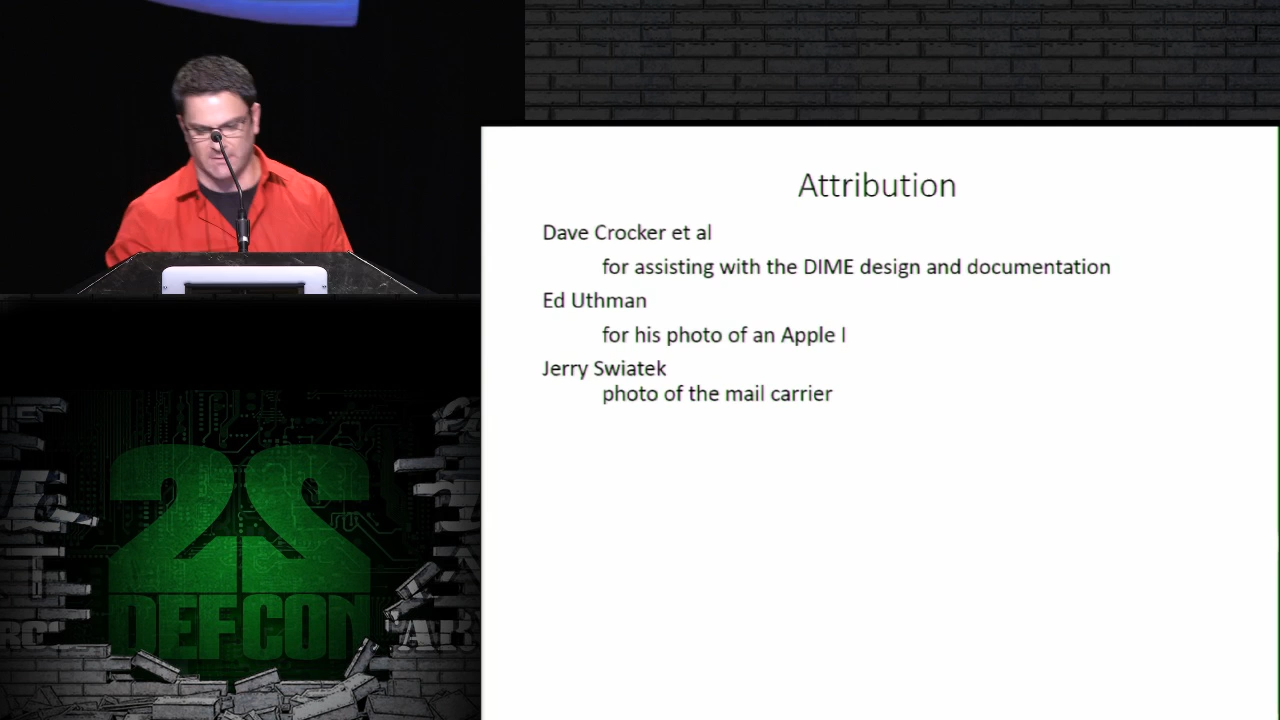 Attribution
Dave Crocker et al
for assisting with the DIME design and documentation
Ed Uthman
for his photo of an Apple I
Jerry Swiatek
photo of the mail carrier
22
DEFCON